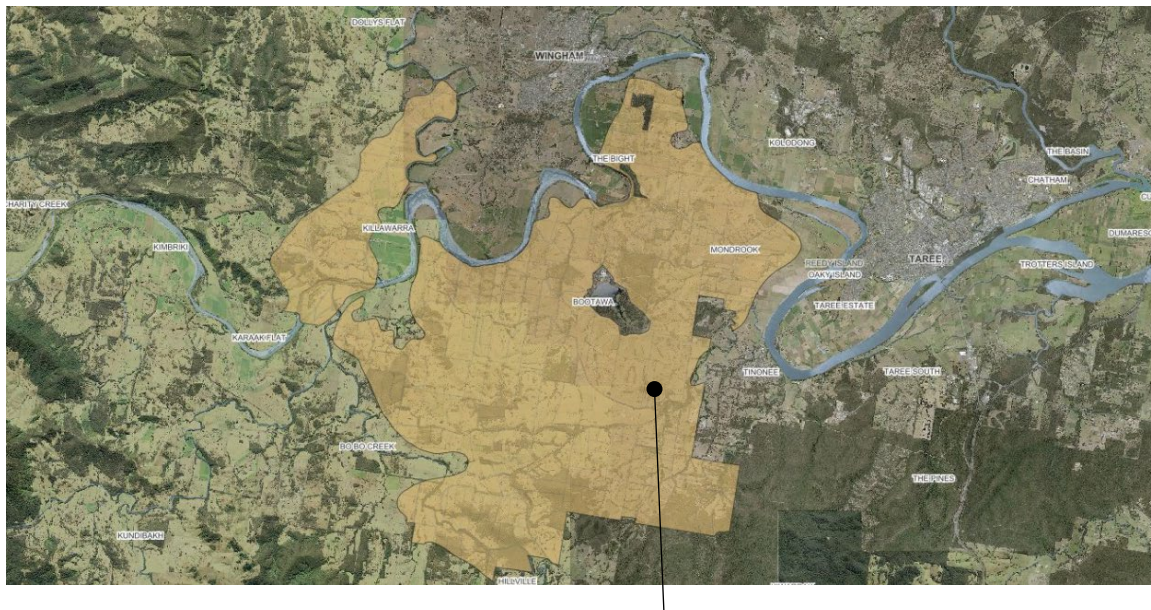 DOLLYS FLAT
WINGHAM
KOLODONG
THE BASIN
THE BIGHT
CHATHAM
CHARITY CREEK
KILLAWARRA
DUMARESQ
KIMBRIKI
MONDROOK
TAREE
REEDY ISLAND
TROTTERS ISLAND
OAKY ISLAND
BOOTAWA
TAREE ESTATE
KARAAK FLAT
TINONEE
TAREE SOUTH
BO BO CREEK
THE PINES
KUNDIBAKH
HILLVILLE